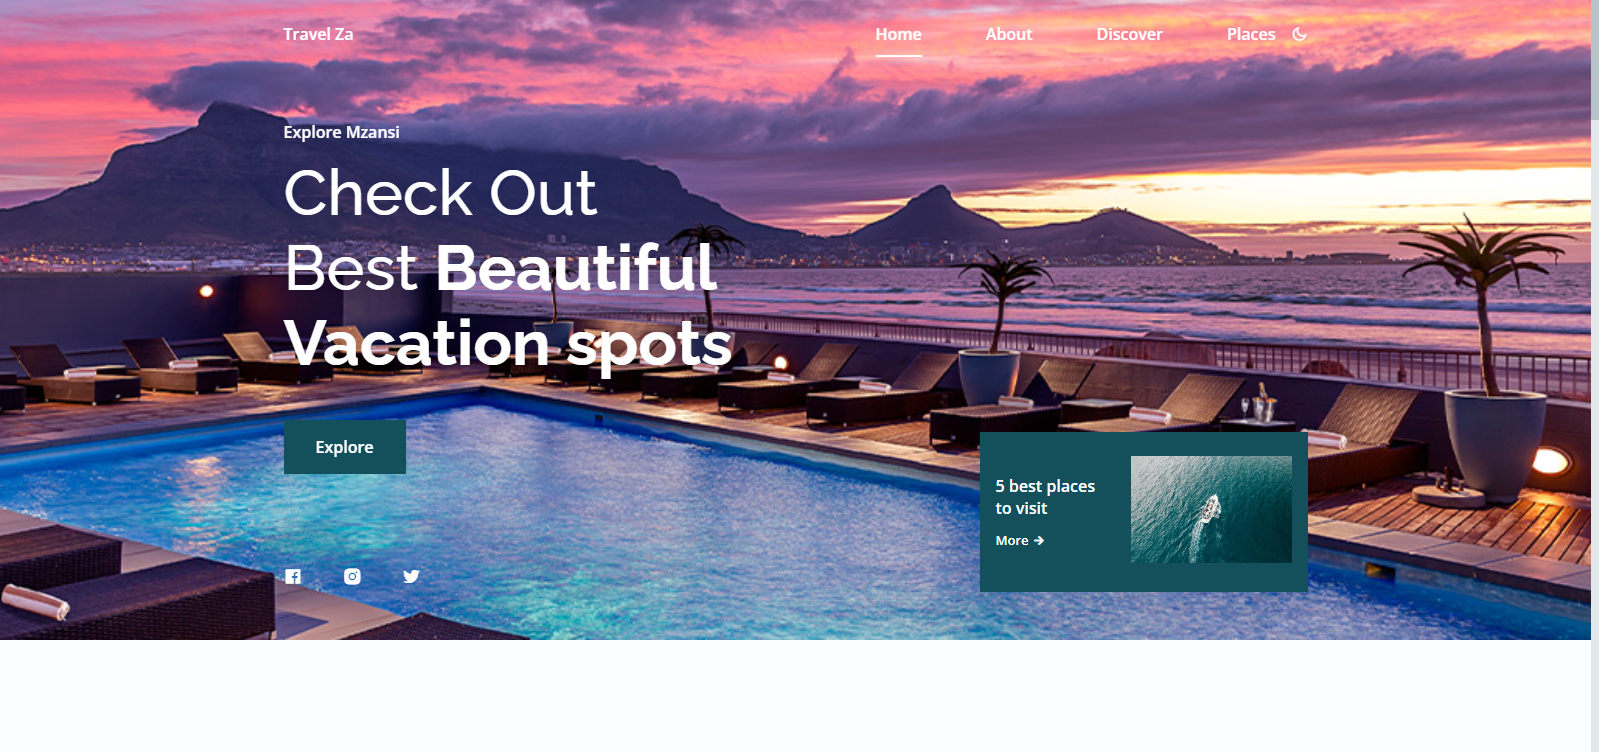 Travel Za
Home About Discover Places
Explore Mzansi
Check Out
Best Beautiful
Vacation spots
Explore
5 best places
to visit
More →